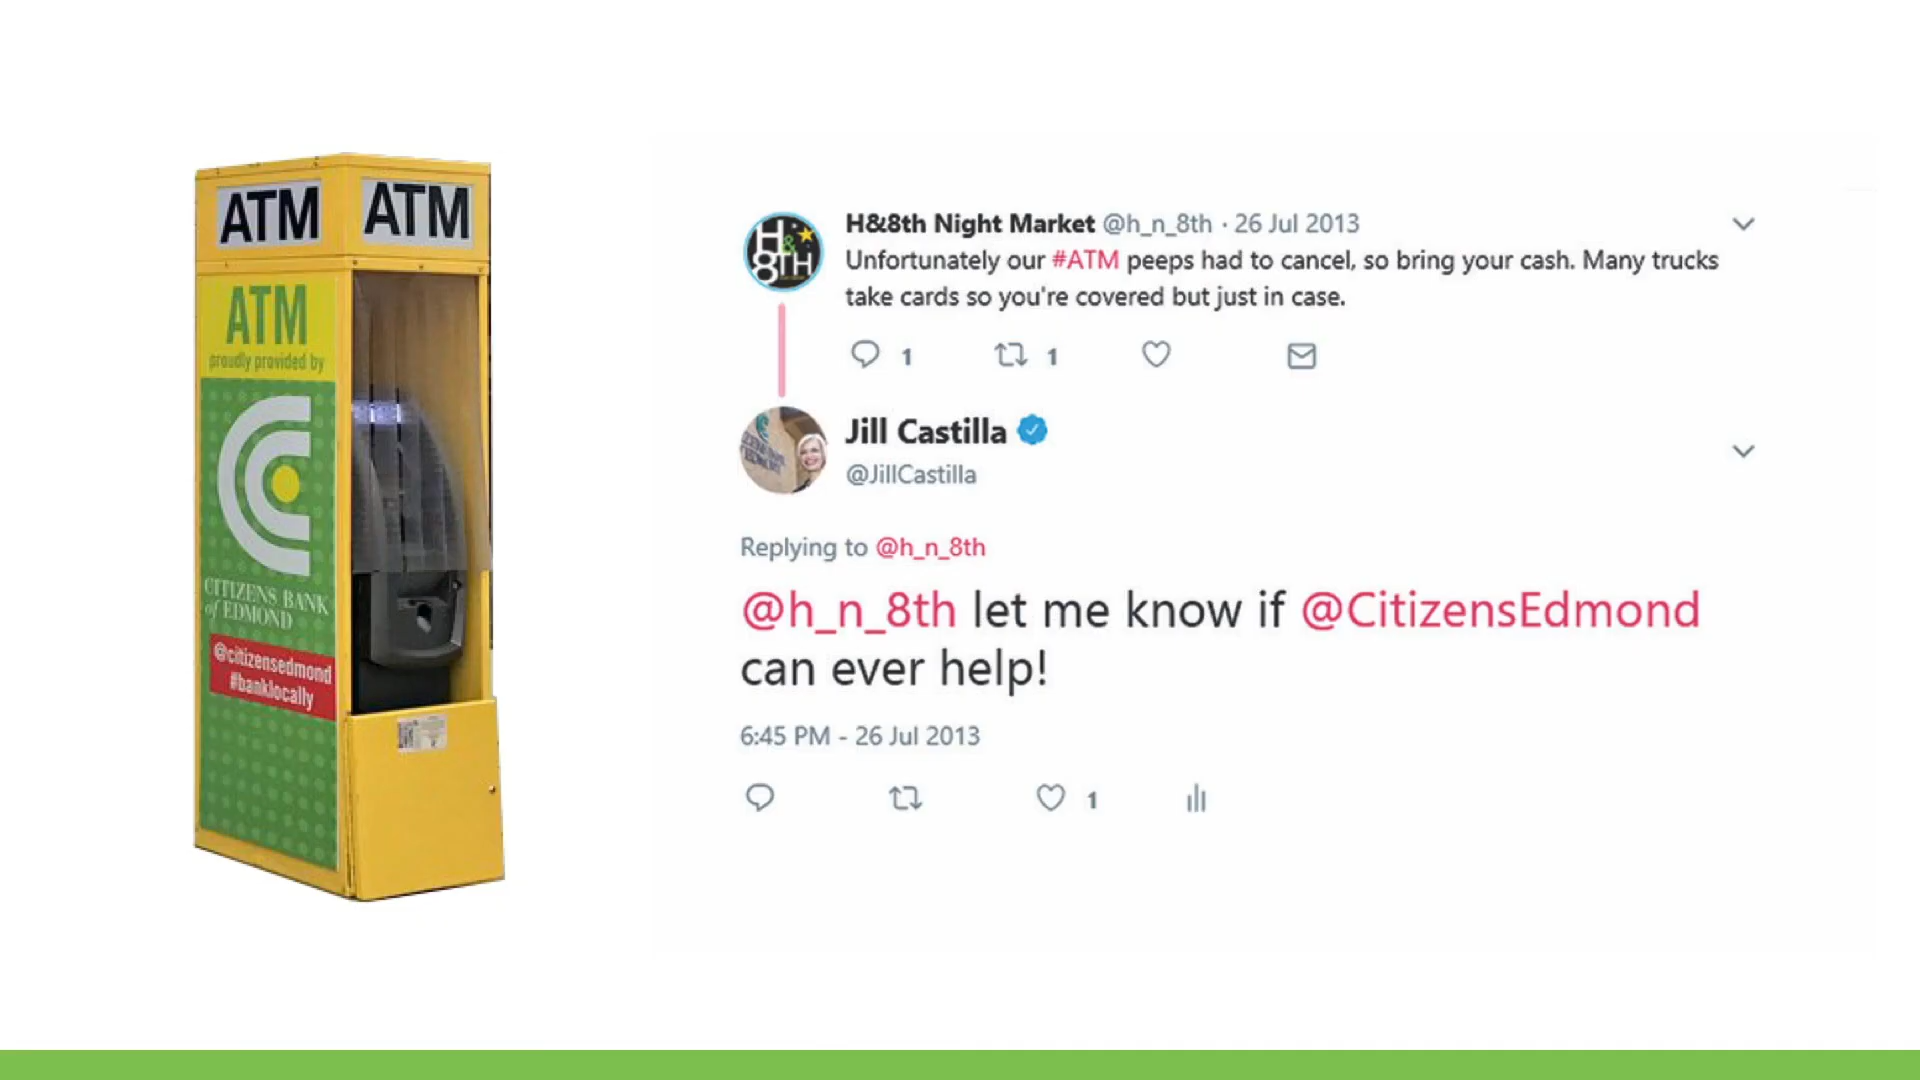 ATM ATM
ATM
proudly provided by
CITIZENS BANK
of EDMOND
@citizensedmond
#banklocally
H&8th Night Market @h_n_8th · 26 Jul 2013
Unfortunately our #ATM peeps had to cancel, so bring your cash. Many trucks
take cards so you're covered but just in case.
1 1
H&
8TH
Jill Castilla
@JillCastilla
Replying to @h_n_8th
@h_n_8th let me know if @CitizensEdmond
can ever help!
6:45 PM - 26 Jul 2013
1